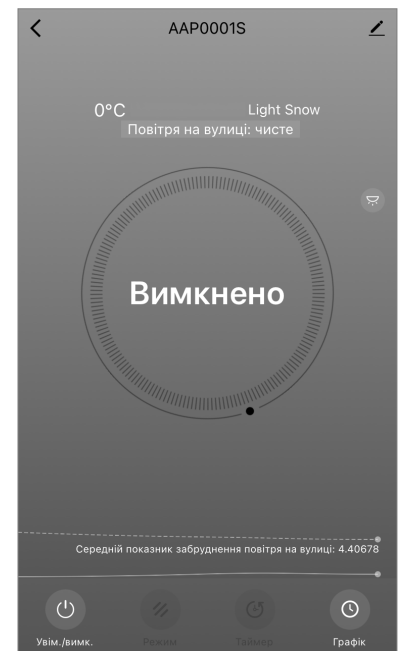 AAP0001S
0°C Light Snow
Повітря на вулиці: чисте
Вимкнено
Середній показник забруднення повітря на вулиці: 4.40678
Увім./вимк. Режим Таймер Графік